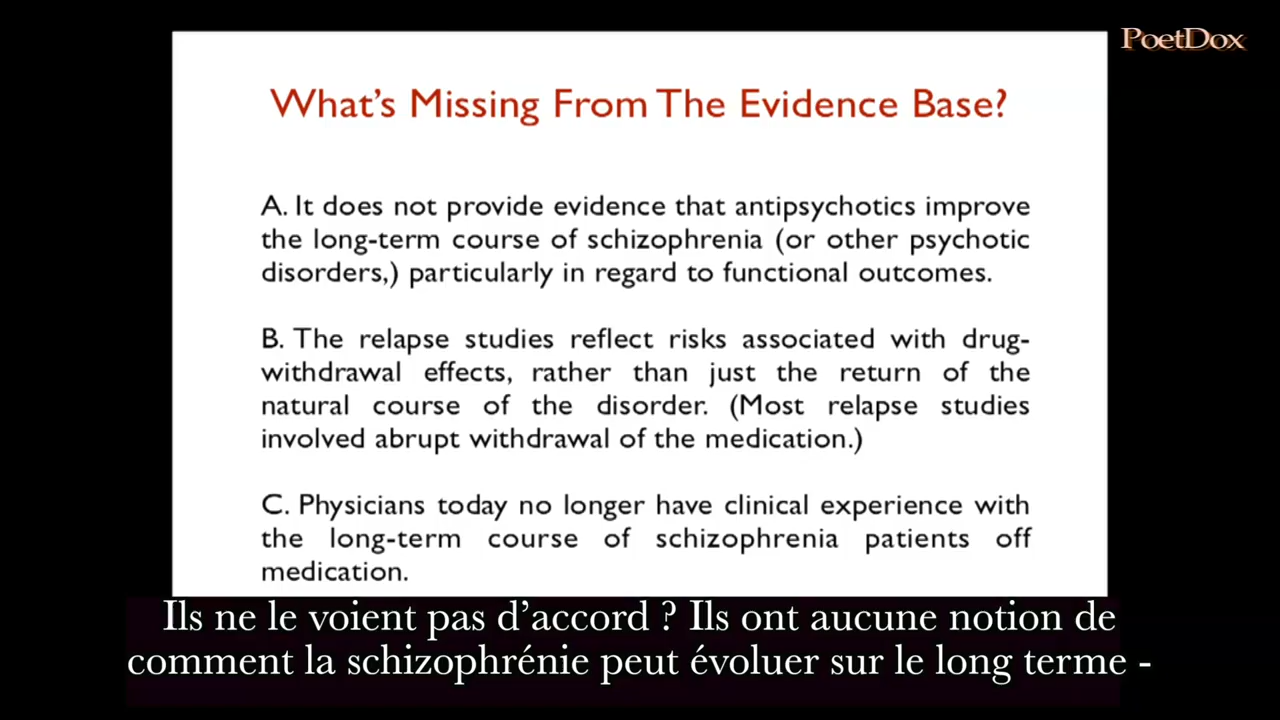 PoetDox
What's Missing From The Evidence Base?
A. It does not provide evidence that antipsychotics improve
the long-term course of schizophrenia (or other psychotic
disorders,) particularly in regard to functional outcomes.
B. The relapse studies reflect risks associated with drug-
withdrawal effects, rather than just the return of the
natural course of the disorder. (Most relapse studies
involved abrupt withdrawal of the medication.)
C. Physicians today no longer have clinical experience with
the long-term course of schizophrenia patients off
medication.
Ils ne le voient pas d’accord ? Ils ont aucune notion de
comment la schizophrénie peut évoluer sur le long terme -